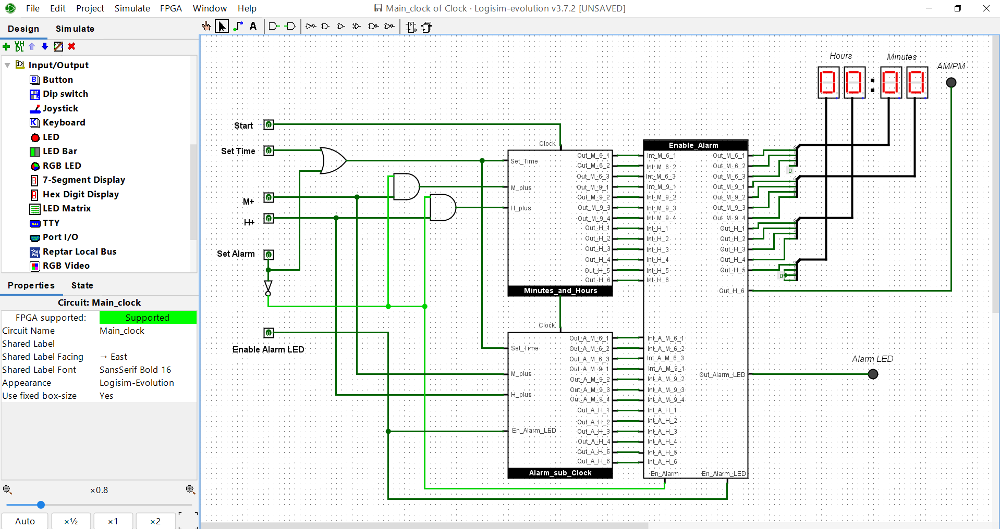 File Edit Project Simulate FPGA Window Help
Main_clock of Clock · Logisim-evolution v3.7.2 [UNSAVED]
Design Simulate
VH
DL
A
Input/Output
Button
Dip switch
Joystick
Keyboard
LED
LED Bar
RGB LED
7-Segment Display
Hex Digit Display
LED Matrix
TTY
Port I/O
Reptar Local Bus
RGB Video
Properties State
Circuit: Main_clock
FPGA supported: Supported
Circuit Name Main_clock
Shared Label
Shared Label Facing → East
Shared Label Font SansSerif Bold 16
Appearance Logisim-Evolution
Use fixed box-size Yes
×0.8
Auto ×½ ×1 ×2
Hours Minutes
AM/PM
00:00
Start 0
Set Time 0
M+ 0
H+ 0
Set Alarm 0
Enable Alarm LED 0
Clock
Set_Time
M_plus
H_plus
Out_M_6_1
Out_M_6_2
Out_M_6_3
Out_M_9_1
Out_M_9_2
Out_M_9_3
Out_M_9_4
Out_H_1
Out_H_2
Out_H_3
Out_H_4
Out_H_5
Out_H_6
Minutes_and_Hours
Clock
Set_Time
M_plus
H_plus
En_Alarm_LED
Out_A_M_6_1
Out_A_M_6_2
Out_A_M_6_3
Out_A_M_9_1
Out_A_M_9_2
Out_A_M_9_3
Out_A_M_9_4
Out_A_H_1
Out_A_H_2
Out_A_H_3
Out_A_H_4
Out_A_H_5
Out_A_H_6
Alarm_sub_Clock
Enable_Alarm
Int_M_6_1
Int_M_6_2
Int_M_6_3
Int_M_9_1
Int_M_9_2
Int_M_9_3
Int_M_9_4
Int_H_1
Int_H_2
Int_H_3
Int_H_4
Int_H_5
Int_H_6
Int_A_M_6_1
Int_A_M_6_2
Int_A_M_6_3
Int_A_M_9_1
Int_A_M_9_2
Int_A_M_9_3
Int_A_M_9_4
Int_A_H_1
Int_A_H_2
Int_A_H_3
Int_A_H_4
Int_A_H_5
Int_A_H_6
En_Alarm En_Alarm_LED
Out_M_6_1
Out_M_6_2
Out_M_6_3
Out_M_9_1
Out_M_9_2
Out_M_9_3
Out_M_9_4
Out_H_1
Out_H_2
Out_H_3
Out_H_4
Out_H_5
Out_H_6
Out_Alarm_LED
0
0
Alarm LED